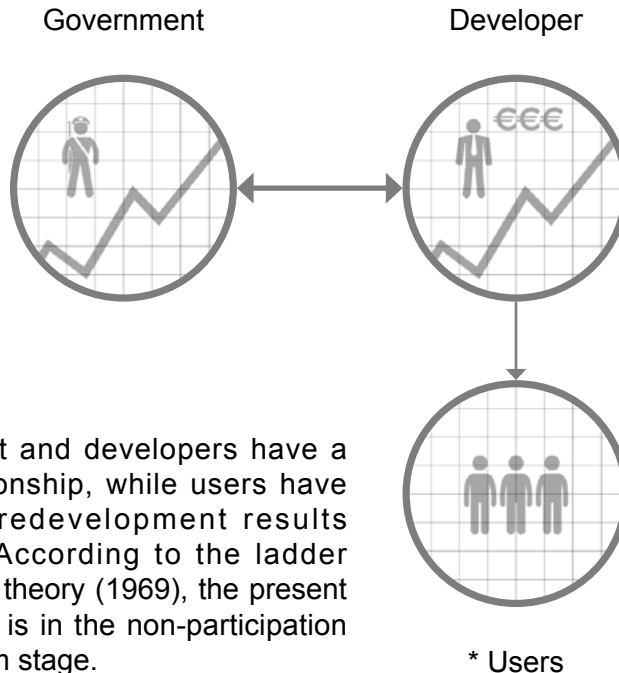 Government
Developer
€€€
t and developers have a
onship, while users have
redevelopment results
According to the ladder
theory (1969), the present
is in the non-participation
stage.
* Users